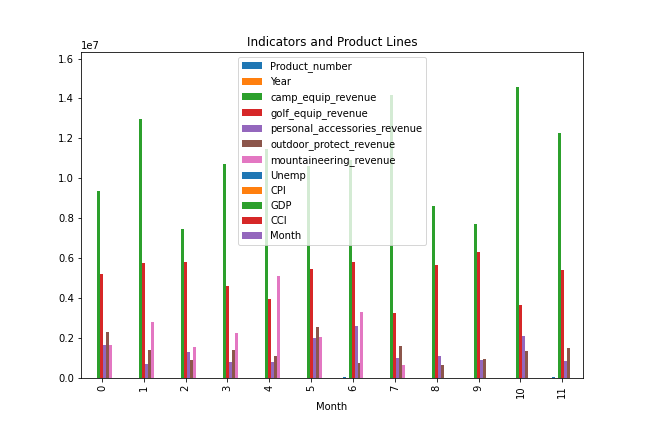 Indicators and Product Lines
1e7
1.6
1.4
1.2
1.0
0.8
0.6
0.4
0.2
0.0
Product_number
Year
camp_equip_revenue
golf_equip_revenue
personal_accessories_revenue
outdoor_protect_revenue
mountaineering_revenue
Unemp
CPI
GDP
CCI
Month
0 1 2 3 4 5 6 7 8 9 10 11
Month